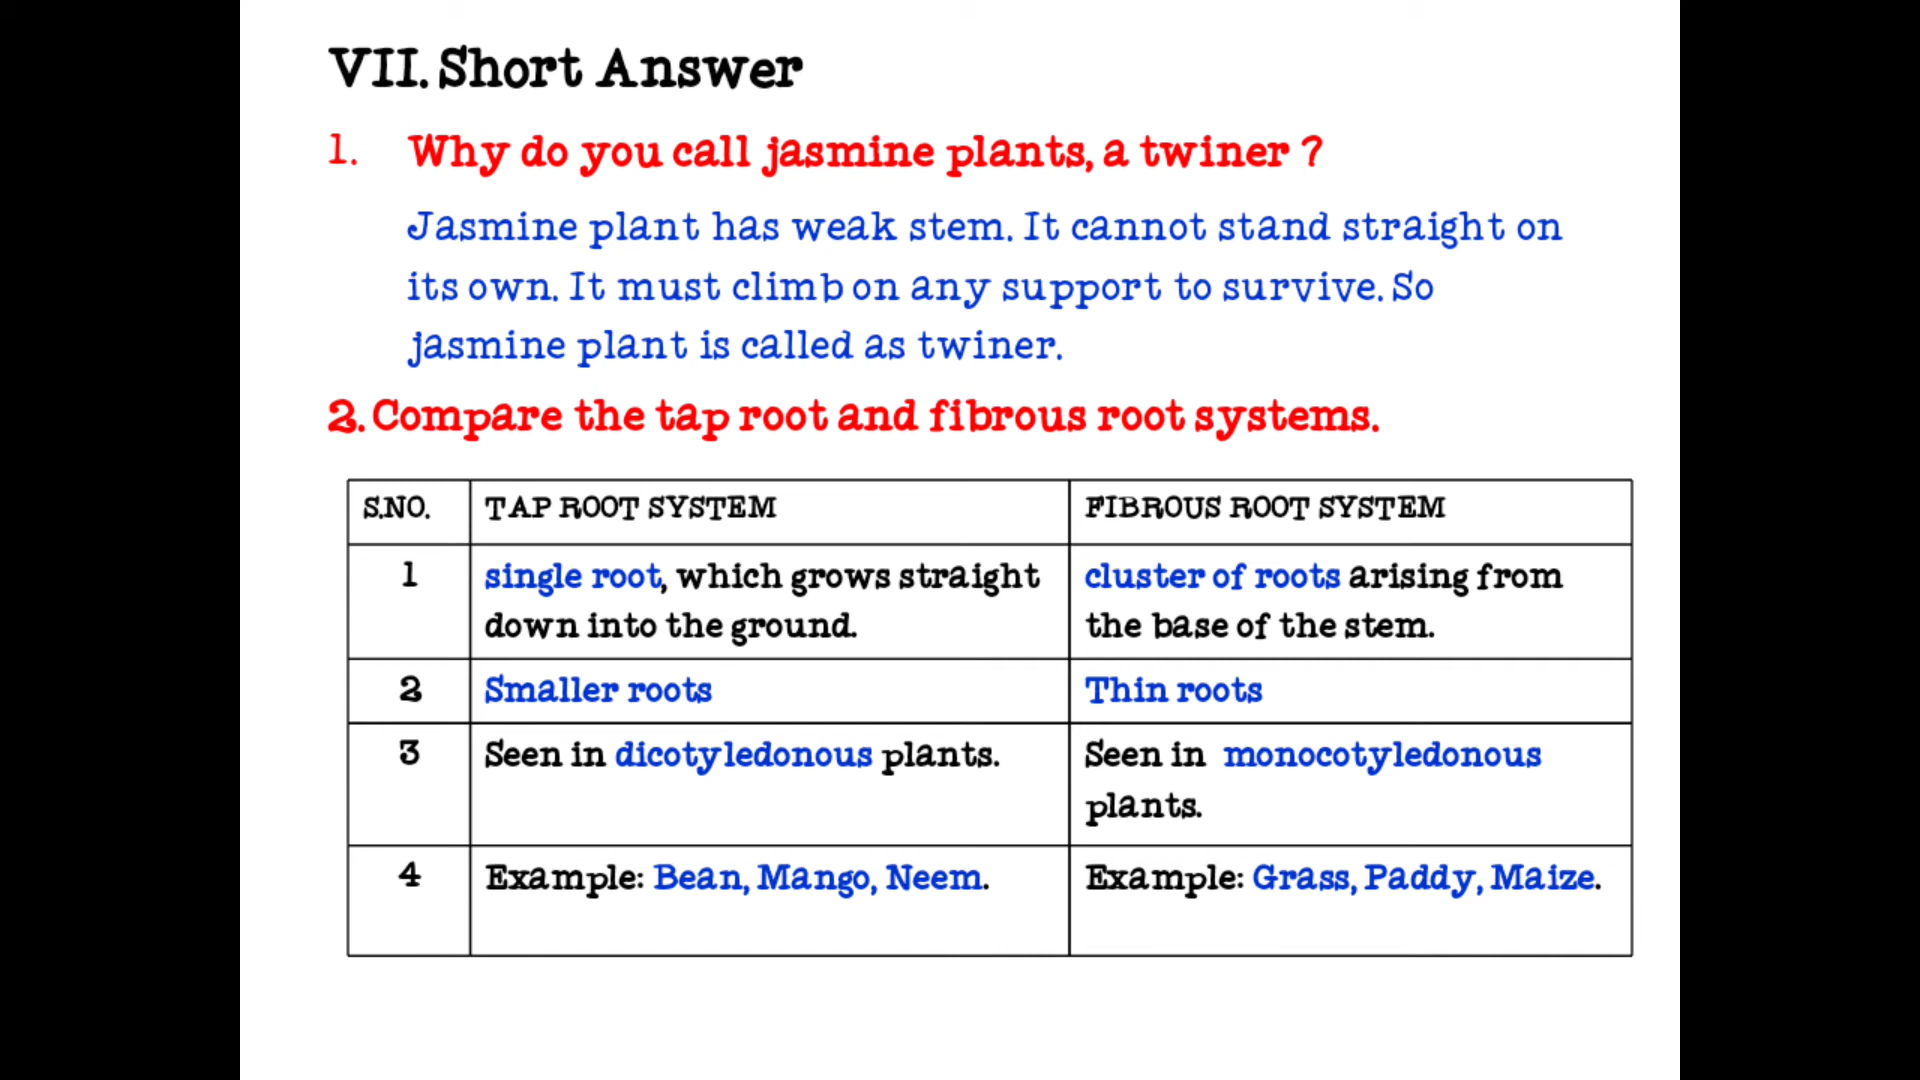 VII. Short Answer
1. Why do you call jasmine plants, a twiner ?
Jasmine plant has weak stem. It cannot stand straight on
its own. It must climb on any support to survive. So
jasmine plant is called as twiner.
2. Compare the tap root and fibrous root systems.
S.NO. TAP ROOT SYSTEM FIBROUS ROOT SYSTEM
1 single root, which grows straight cluster of roots arising from
down into the ground. the base of the stem.
2 Smaller roots Thin roots
3 Seen in dicotyledonous plants. Seen in monocotyledonous
plants.
4 Example: Bean, Mango, Neem. Example: Grass, Paddy, Maize.